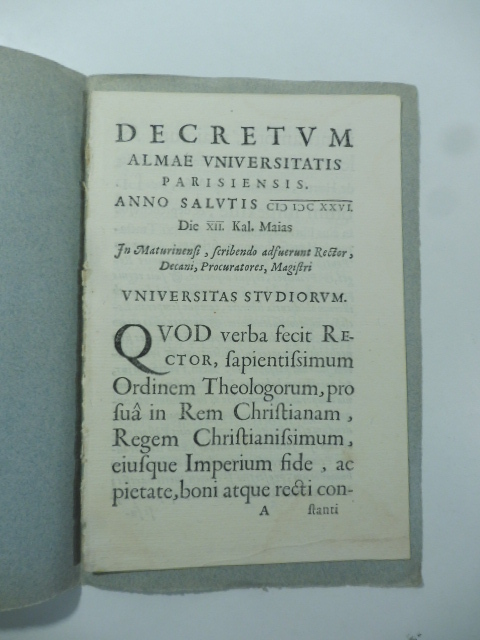 DECRETVM
ALMAE VNIVERSITATIS
PARISIENSIS.
ANNO SALVTIS CIↃ IↃC XXVI.
Die XII. Kal. Maias
In Maturinensi, ſcribendo adfuerunt Rector,
Decani, Procuratores, Magiſtri
VNIVERSITAS STVDIORVM.
QVOD verba fecit RE-
CTOR, ſapientiſsimum
Ordinem Theologorum, pro
ſuâ in Rem Chriſtianam,
Regem Chriſtianiſsimum,
eiuſque Imperium fide, ac
pietate, boni atque recti con-
A ſtanti